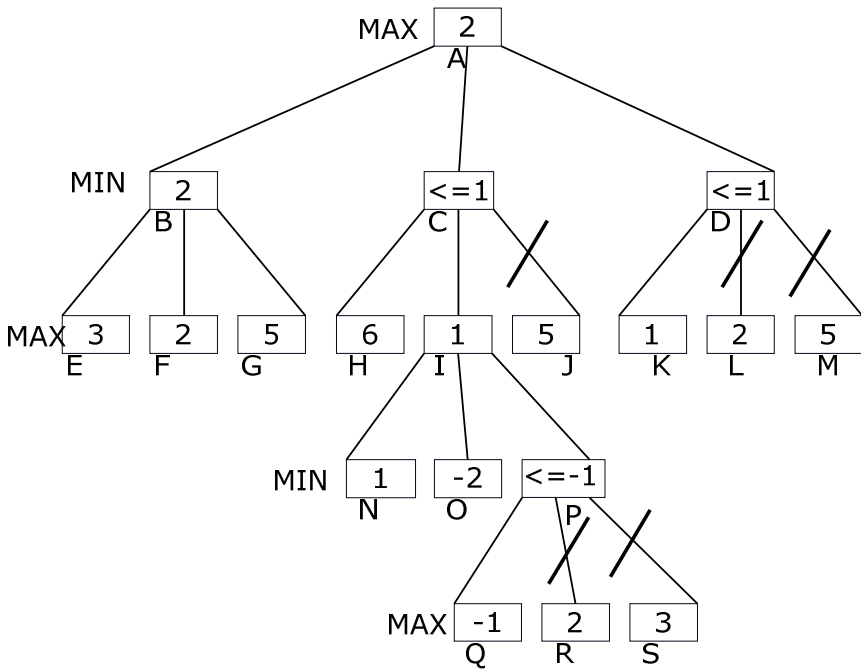 MAX 2
A
MIN 2 <=1 <=1
B C D
MAX 3 2 5 6 1 5 1 2 5
E F G H I J K L M
MIN 1 -2 <=-1
N O P
MAX -1 2 3
Q R S